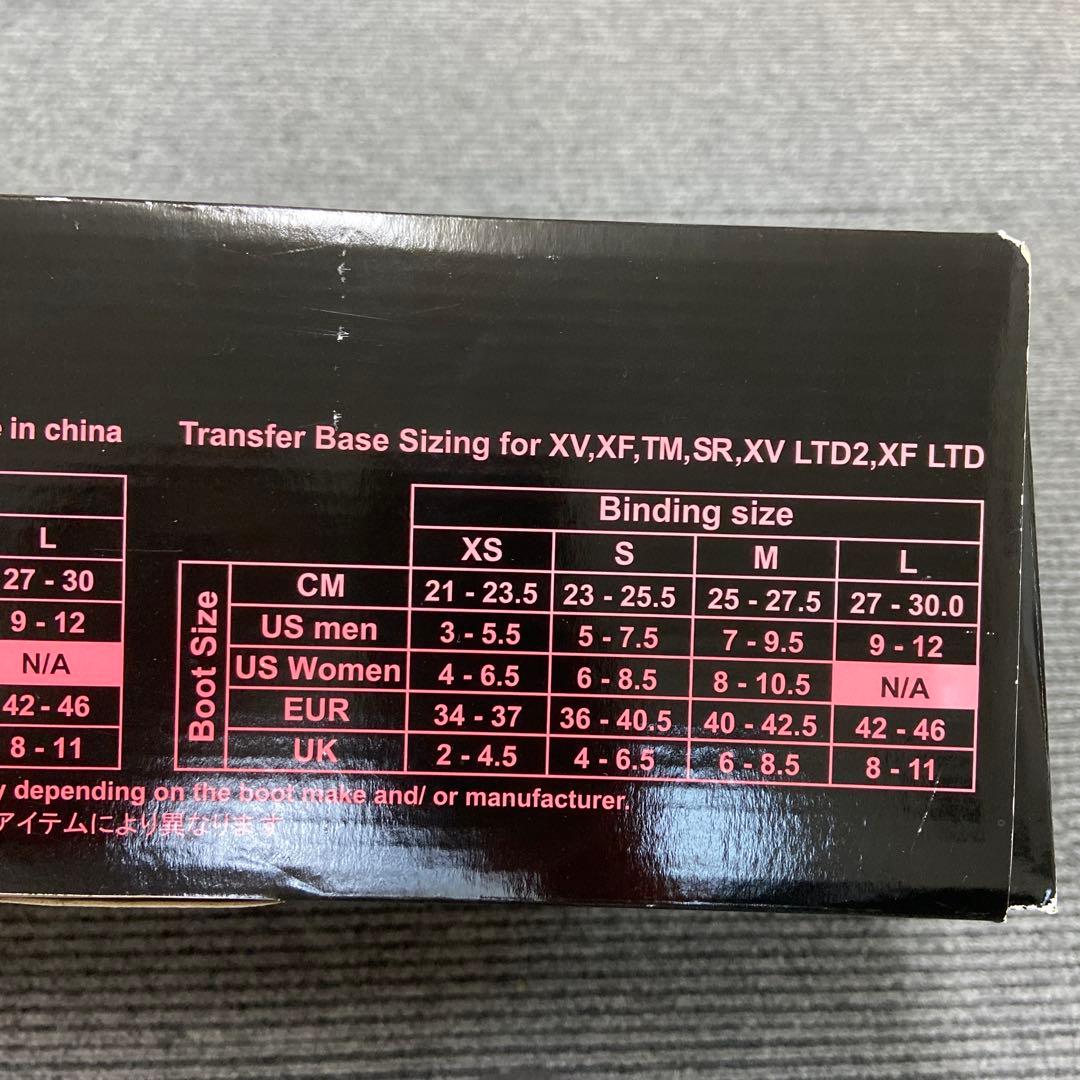 in china
Transfer Base Sizing for XV,XF,TM,SR,XV LTD2,XF LTD
L
27 - 30
9 - 12
N/A
42 - 46
8 - 11
Binding size
XS S M L
Boot Size
CM 21 - 23.5 23 - 25.5 25 - 27.5 27 - 30.0
US men 3 - 5.5 5 - 7.5 7 - 9.5 9 - 12
US Women 4 - 6.5 6 - 8.5 8 - 10.5 N/A
EUR 34 - 37 36 - 40.5 40 - 42.5 42 - 46
UK 2 - 4.5 4 - 6.5 6 - 8.5 8 - 11
depending on the boot make and/ or manufacturer.
アイテムにより異なります